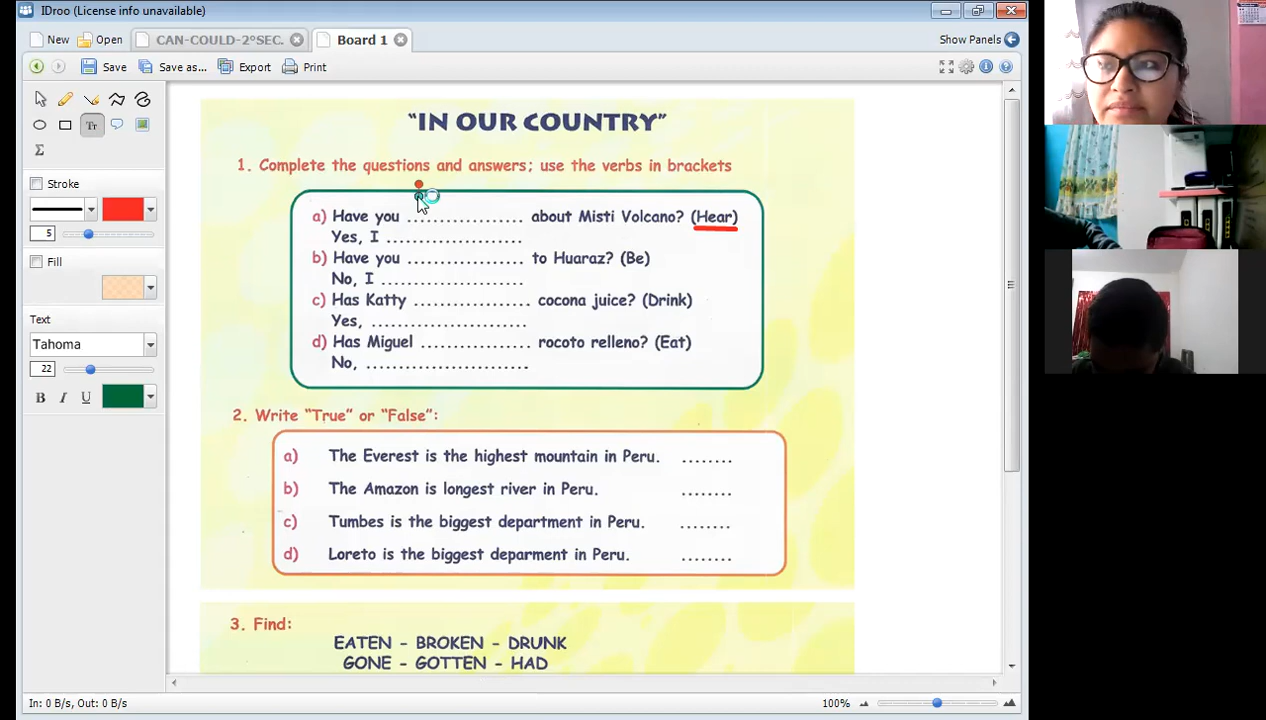 IDroo (License info unavailable)
New Open CAN-COULD-2°SEC. Board 1 Show Panels
Save Save as... Export Print
Tr
Σ
Stroke
5
Fill
Text
Tahoma
22
B I U
"IN OUR COUNTRY"
1. Complete the questions and answers; use the verbs in brackets
a) Have you ................... about Misti Volcano? (Hear)
Yes, I .......................
b) Have you .................... to Huaraz? (Be)
No, I ........................
c) Has Katty .................... cocona juice? (Drink)
Yes, ..........................
d) Has Miguel ................... rocoto relleno? (Eat)
No, ............................
2. Write "True" or "False":
a) The Everest is the highest mountain in Peru. ........
b) The Amazon is longest river in Peru. ........
c) Tumbes is the biggest department in Peru. ........
d) Loreto is the biggest deparment in Peru. ........
3. Find:
EATEN - BROKEN - DRUNK
GONE - GOTTEN - HAD
In: 0 B/s, Out: 0 B/s 100%